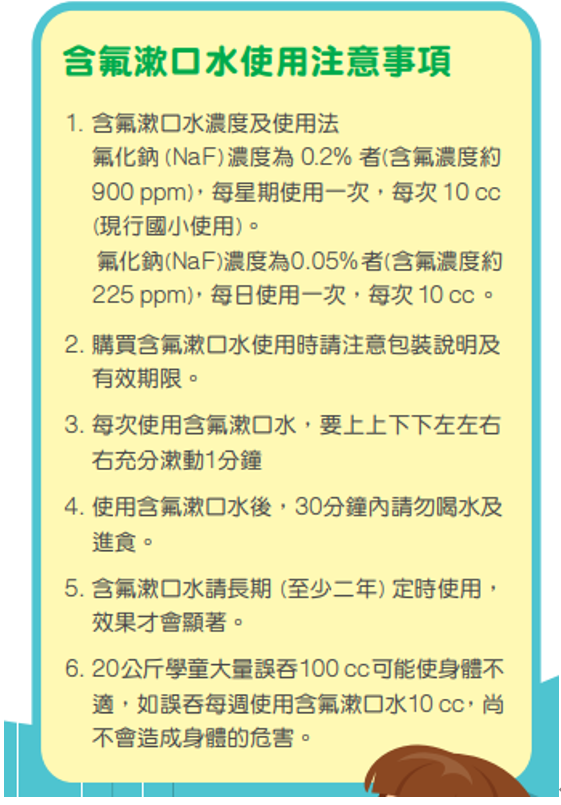 含氟漱口水使用注意事項
1. 含氟漱口水濃度及使用法
氟化鈉 (NaF)濃度為 0.2% 者(含氟濃度約
900 ppm)，每星期使用一次，每次 10 cc
(現行國小使用)。
氟化鈉(NaF)濃度為0.05%者(含氟濃度約
225 ppm)，每日使用一次，每次 10 cc 。
2. 購買含氟漱口水使用時請注意包裝說明及
有效期限。
3. 每次使用含氟漱口水，要上上下下左左右
右充分漱動1分鐘
4. 使用含氟漱口水後，30分鐘內請勿喝水及
進食。
5. 含氟漱口水請長期 (至少二年) 定時使用，
效果才會顯著。
6. 20公斤學童大量誤吞100 cc可能使身體不
適，如誤吞每週使用含氟漱口水10 cc，尚
不會造成身體的危害。